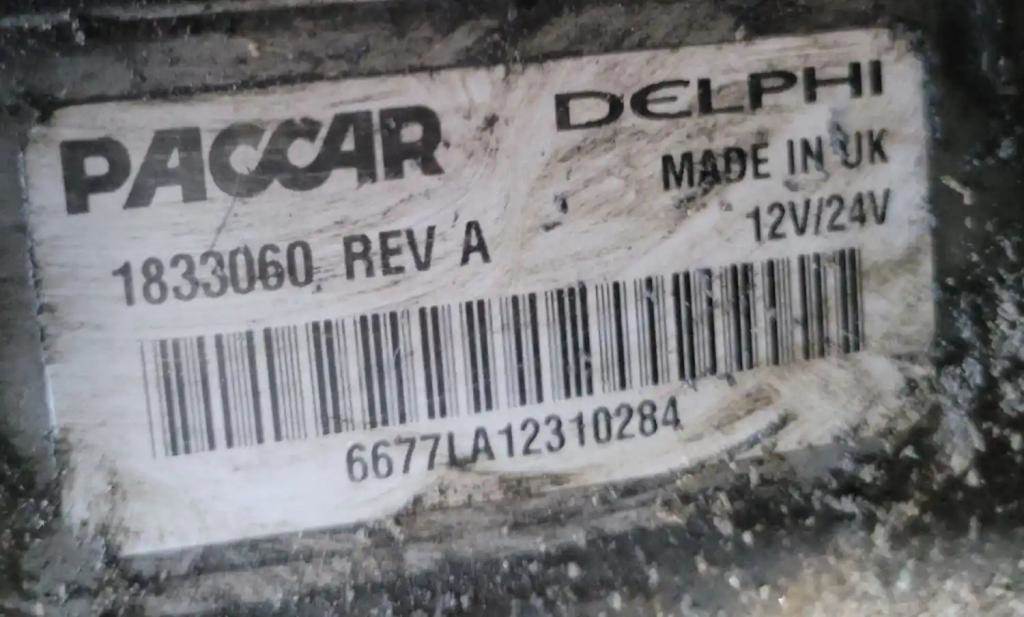 PACCAR
DELPHI
MADE IN UK
12V/24V
1833060 REV A
6677LA12310284